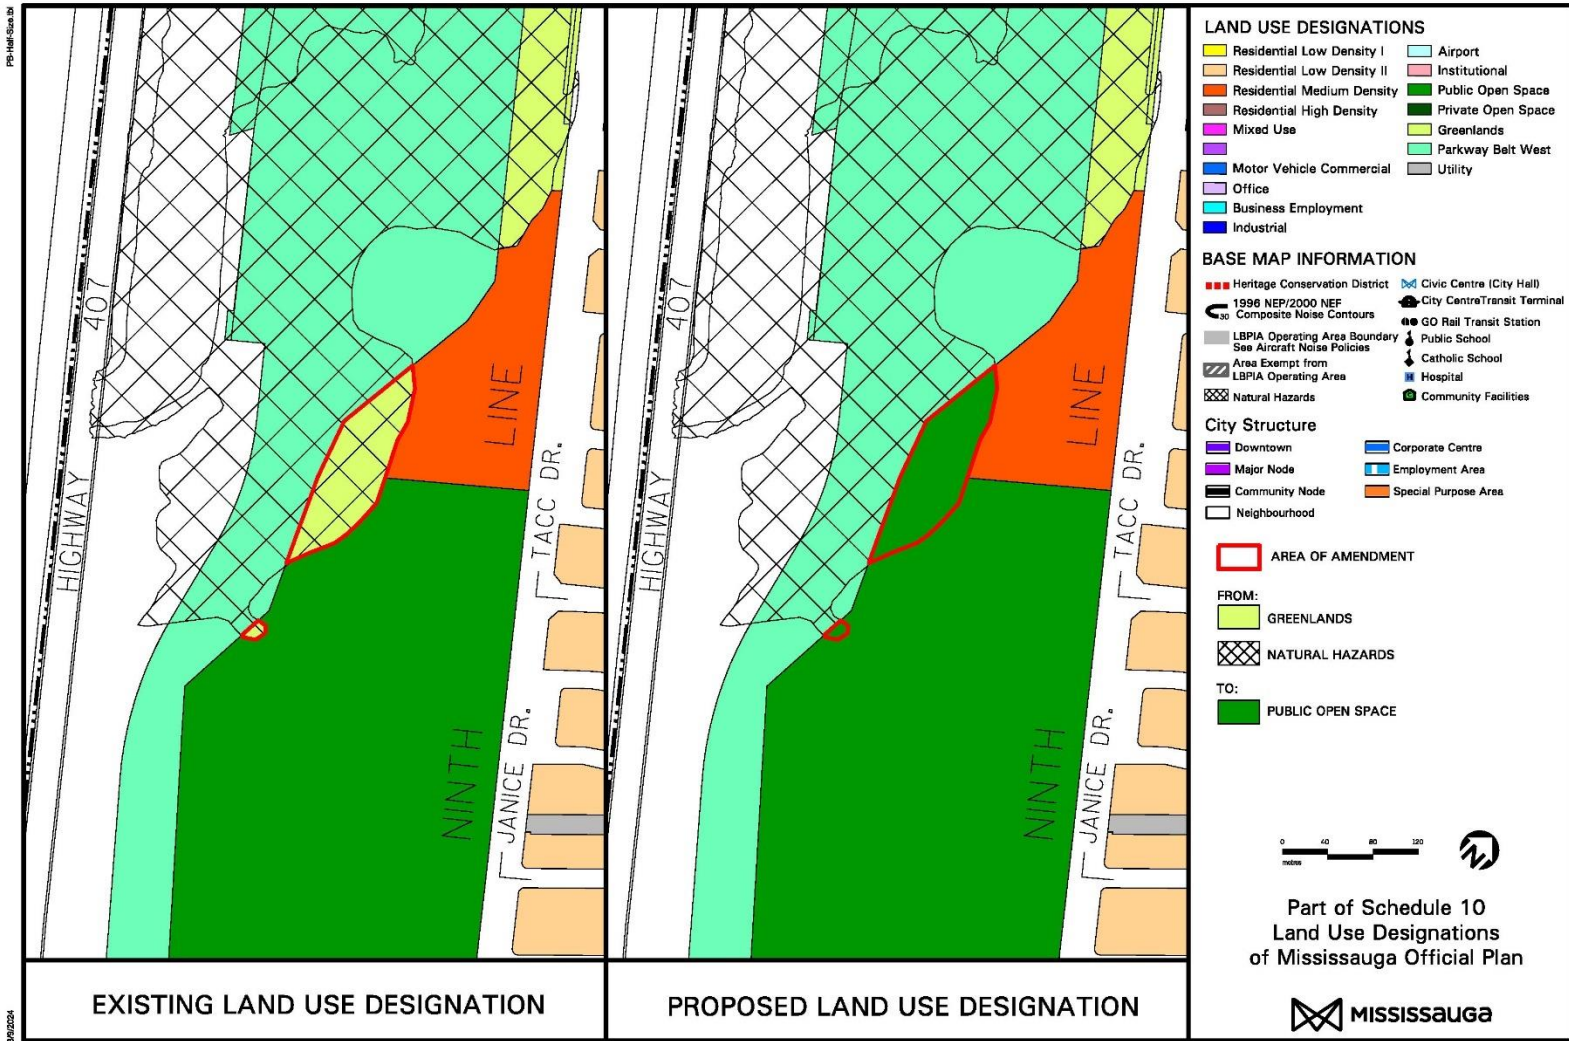 PB-Half-Size.tbl
HIGHWAY 407
NINTH LINE
TACC DR.
JANICE DR.
EXISTING LAND USE DESIGNATION
HIGHWAY 407
NINTH LINE
TACC DR.
JANICE DR.
PROPOSED LAND USE DESIGNATION
LAND USE DESIGNATIONS
Residential Low Density I
Residential Low Density II
Residential Medium Density
Residential High Density
Mixed Use
Motor Vehicle Commercial
Office
Business Employment
Industrial
Airport
Institutional
Public Open Space
Private Open Space
Greenlands
Parkway Belt West
Utility
BASE MAP INFORMATION
Heritage Conservation District
30
1996 NEP/2000 NEF
Composite Noise Contours
LBPIA Operating Area Boundary
See Aircraft Noise Policies
Area Exempt from
LBPIA Operating Area
Natural Hazards
Civic Centre (City Hall)
City CentreTransit Terminal
GO Rail Transit Station
Public School
Catholic School
H
Hospital
Community Facilities
City Structure
Downtown
Major Node
Community Node
Neighbourhood
Corporate Centre
Employment Area
Special Purpose Area
AREA OF AMENDMENT
FROM:
GREENLANDS
NATURAL HAZARDS
TO:
PUBLIC OPEN SPACE
0 40 80 120
metres
Part of Schedule 10
Land Use Designations
of Mississauga Official Plan
MISSISSAUGA